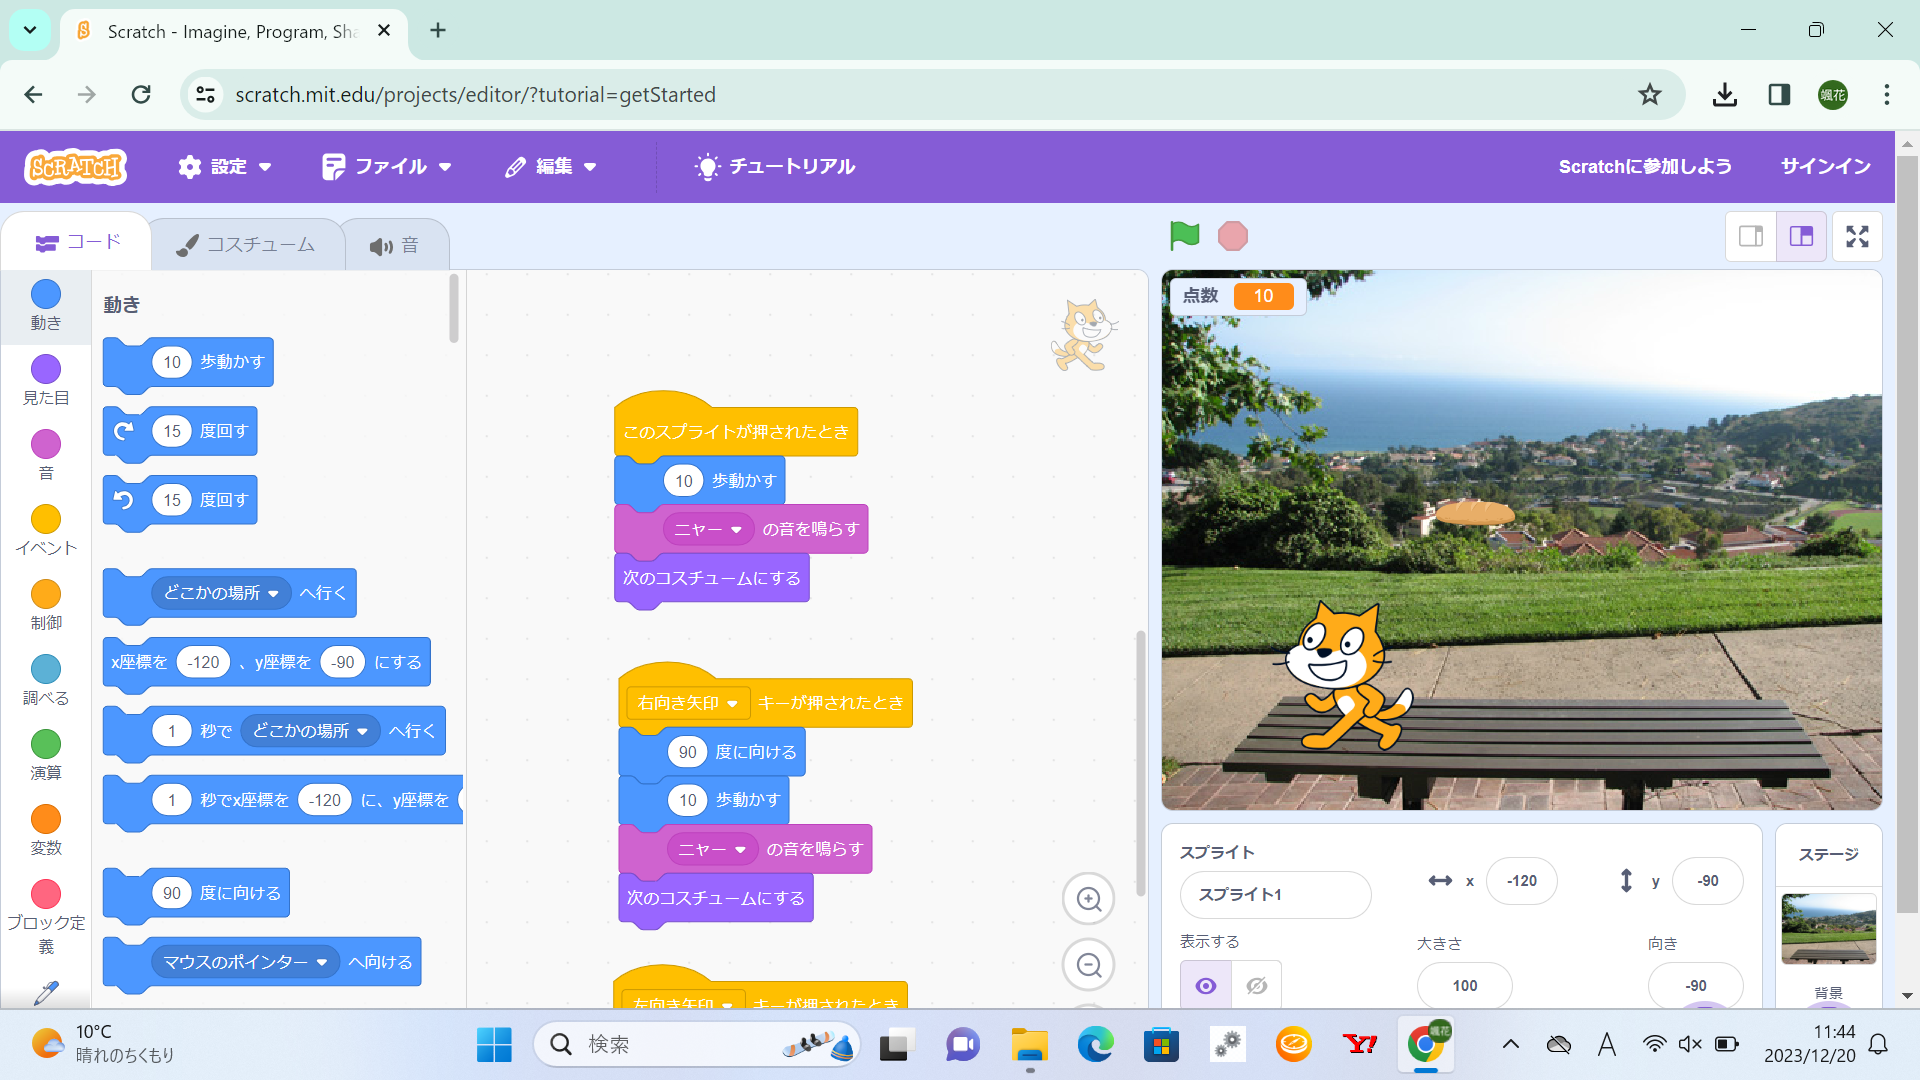 Scratch - Imagine, Program, Sha
scratch.mit.edu/projects/editor/?tutorial=getStarted
颯花
SCRATCH
設定
ファイル
編集
チュートリアル
Scratchに参加しよう
サインイン
コード
コスチューム
音
動き
見た目
音
イベント
制御
調べる
演算
変数
ブロック定
義
動き
10 歩動かす
15 度回す
15 度回す
どこかの場所 へ行く
x座標を -120 、y座標を -90 にする
1 秒で どこかの場所 へ行く
1 秒でx座標を -120 に、y座標を
90 度に向ける
マウスのポインター へ向ける
このスプライトが押されたとき
10 歩動かす
ニャー の音を鳴らす
次のコスチュームにする
右向き矢印 キーが押されたとき
90 度に向ける
10 歩動かす
ニャー の音を鳴らす
次のコスチュームにする
左向き矢印 キーが押されたとき
点数 10
スプライト
スプライト1
x -120
y -90
表示する
大きさ
100
向き
-90
ステージ
背景
10°C
晴れのちくもり
検索
Y!
颯花
A
11:44
2023/12/20